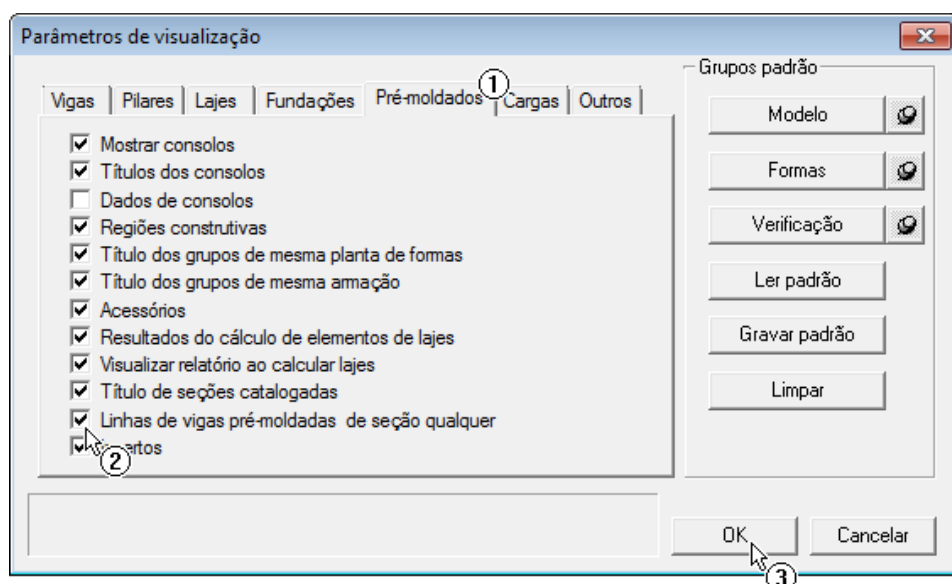 Parâmetros de visualização
Vigas Pilares Lajes Fundações Pré-moldados Cargas Outros
1
Mostrar consolos
Títulos dos consolos
Dados de consolos
Regiões construtivas
Título dos grupos de mesma planta de formas
Título dos grupos de mesma armação
Acessórios
Resultados do cálculo de elementos de lajes
Visualizar relatório ao calcular lajes
Título de seções catalogadas
Linhas de vigas pré-moldadas de seção qualquer
2
Grupos padrão
Modelo
Formas
Verificação
Ler padrão
Gravar padrão
Limpar
OK Cancelar
3